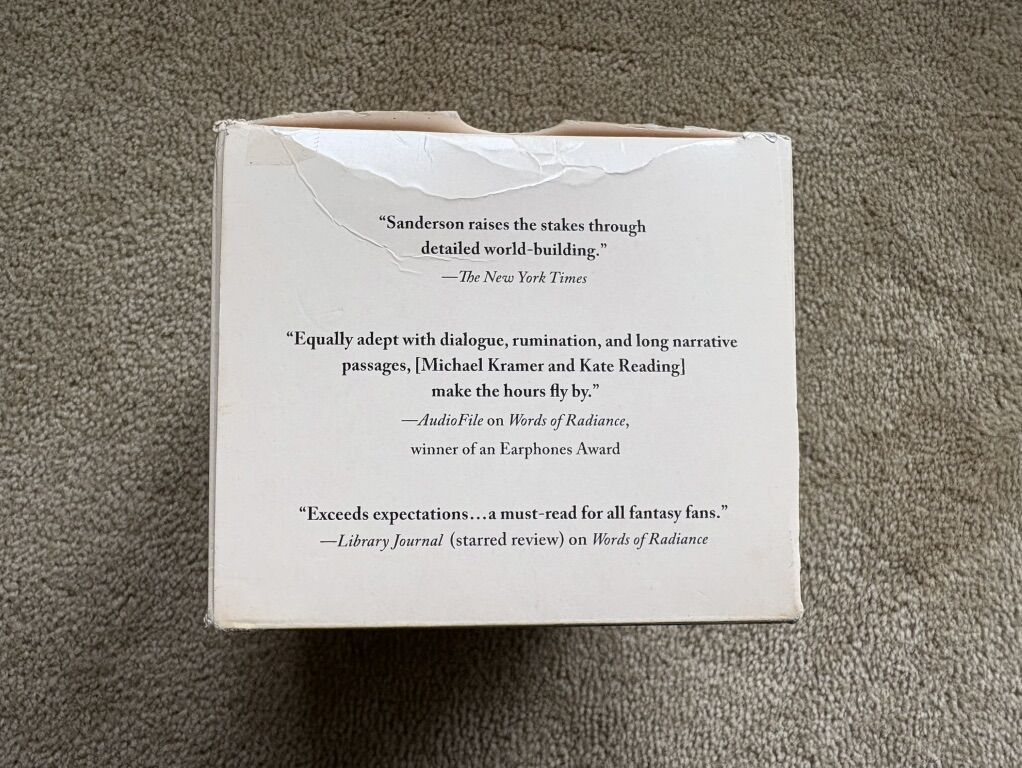 “Sanderson raises the stakes through
detailed world-building.”
—The New York Times
“Equally adept with dialogue, rumination, and long narrative
passages, [Michael Kramer and Kate Reading]
make the hours fly by.”
—AudioFile on Words of Radiance,
winner of an Earphones Award
“Exceeds expectations…a must-read for all fantasy fans.”
—Library Journal (starred review) on Words of Radiance